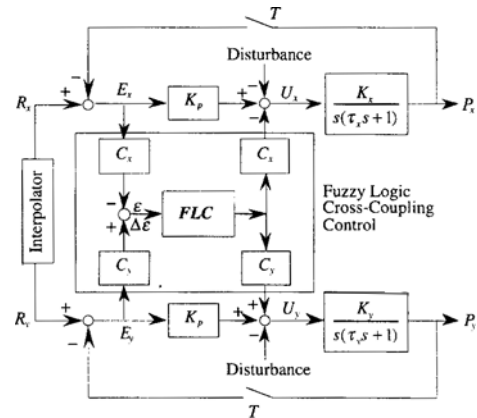 T
Disturbance
− E_x − 
R_x + K_p + U_x K_x / s(τ_x s+1) P_x
−
C_x C_x
Interpolator
− ε FLC
+ Δε
Fuzzy Logic
Cross-Coupling
Control
C_y C_y
+ + +
R_y E_y K_p U_y K_y / s(τ_y s+1) P_y
− −
Disturbance
T